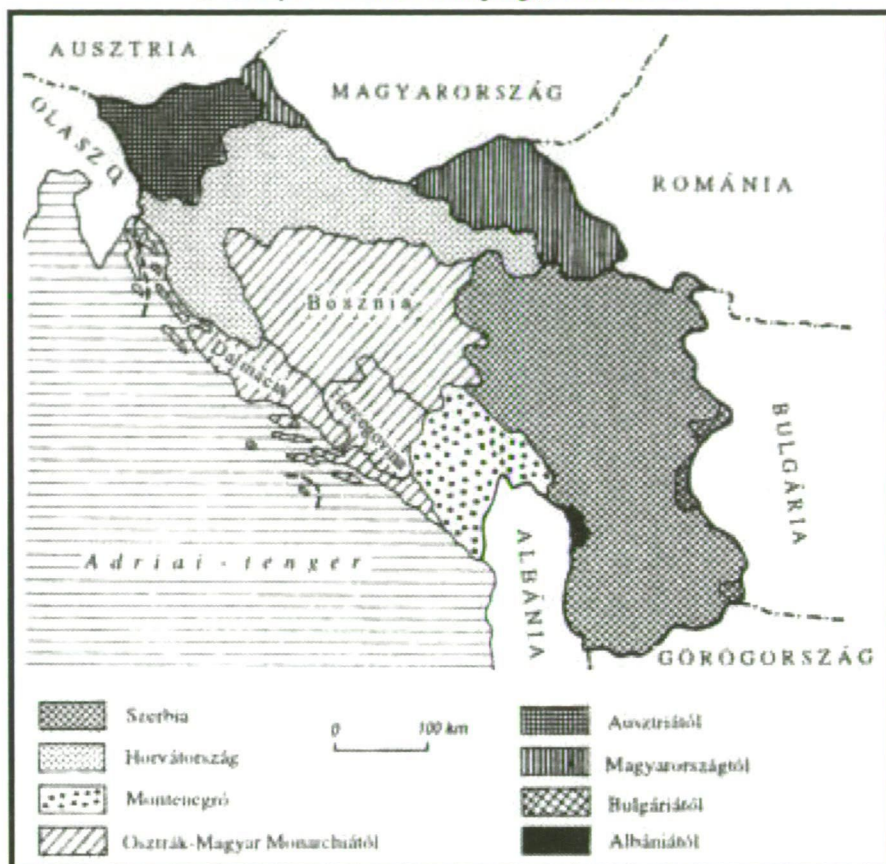 AUSZTRIA
MAGYARORSZÁG
OLASZO.
ROMÁNIA
Bosznia
Dalmácia
Hercegovina
BULGÁRIA
Adriai-tenger
ALBÁNIA
GÖRÖGORSZÁG
Szerbia
Horvátország
Montenegró
Osztrák-Magyar Monarchiától
0 100 km
Ausztriától
Magyarországtól
Bulgáriától
Albániától